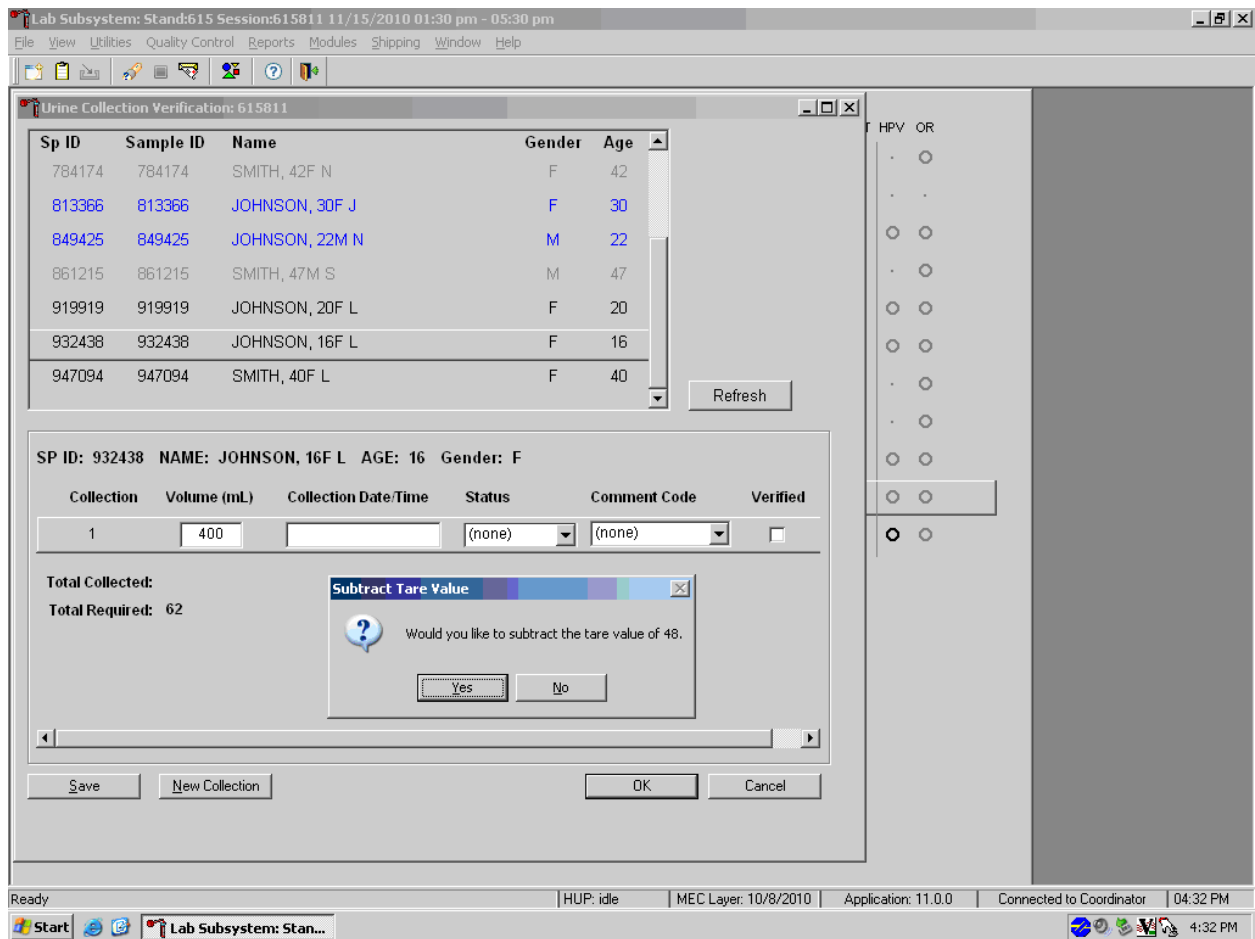 Lab Subsystem: Stand:615 Session:615811 11/15/2010 01:30 pm - 05:30 pm
File View Utilities Quality Control Reports Modules Shipping Window Help
Urine Collection Verification: 615811
T HPV OR
Sp ID Sample ID Name Gender Age
784174 784174 SMITH, 42F N F 42
813366 813366 JOHNSON, 30F J F 30
849425 849425 JOHNSON, 22M N M 22
861215 861215 SMITH, 47M S M 47
919919 919919 JOHNSON, 20F L F 20
932438 932438 JOHNSON, 16F L F 16
947094 947094 SMITH, 40F L F 40
Refresh
SP ID: 932438 NAME: JOHNSON, 16F L AGE: 16 Gender: F
Collection Volume (mL) Collection Date/Time Status Comment Code Verified
1 400 (none) (none)
Total Collected:
Total Required: 62
Subtract Tare Value
Would you like to subtract the tare value of 48.
Yes No
Save New Collection OK Cancel
Ready HUP: idle MEC Layer: 10/8/2010 Application: 11.0.0 Connected to Coordinator 04:32 PM
Start Lab Subsystem: Stan... 4:32 PM